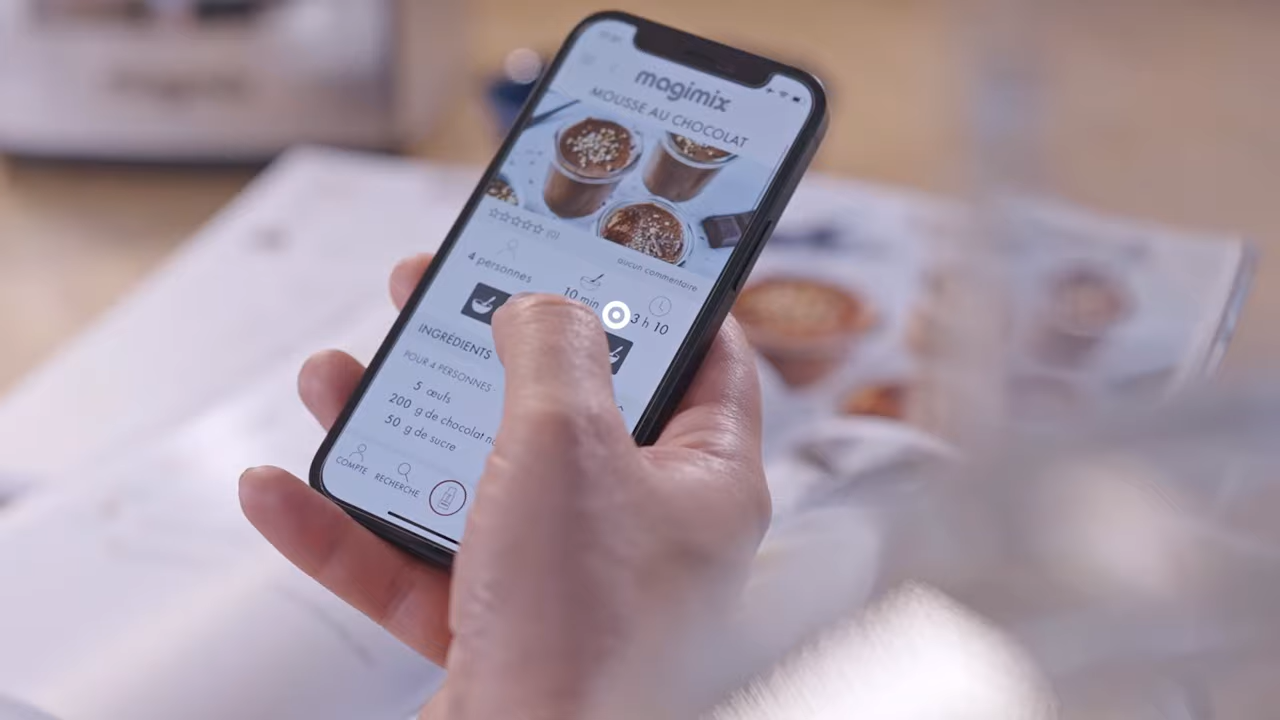 magimix
MOUSSE AU CHOCOLAT
(0)
aucun commentaire
4 personnes
10 min
3 h 10
INGRÉDIENTS
POUR 4 PERSONNES
5 œufs
200 g de chocolat
50 g de sucre
COMPTE
RECHERCHE